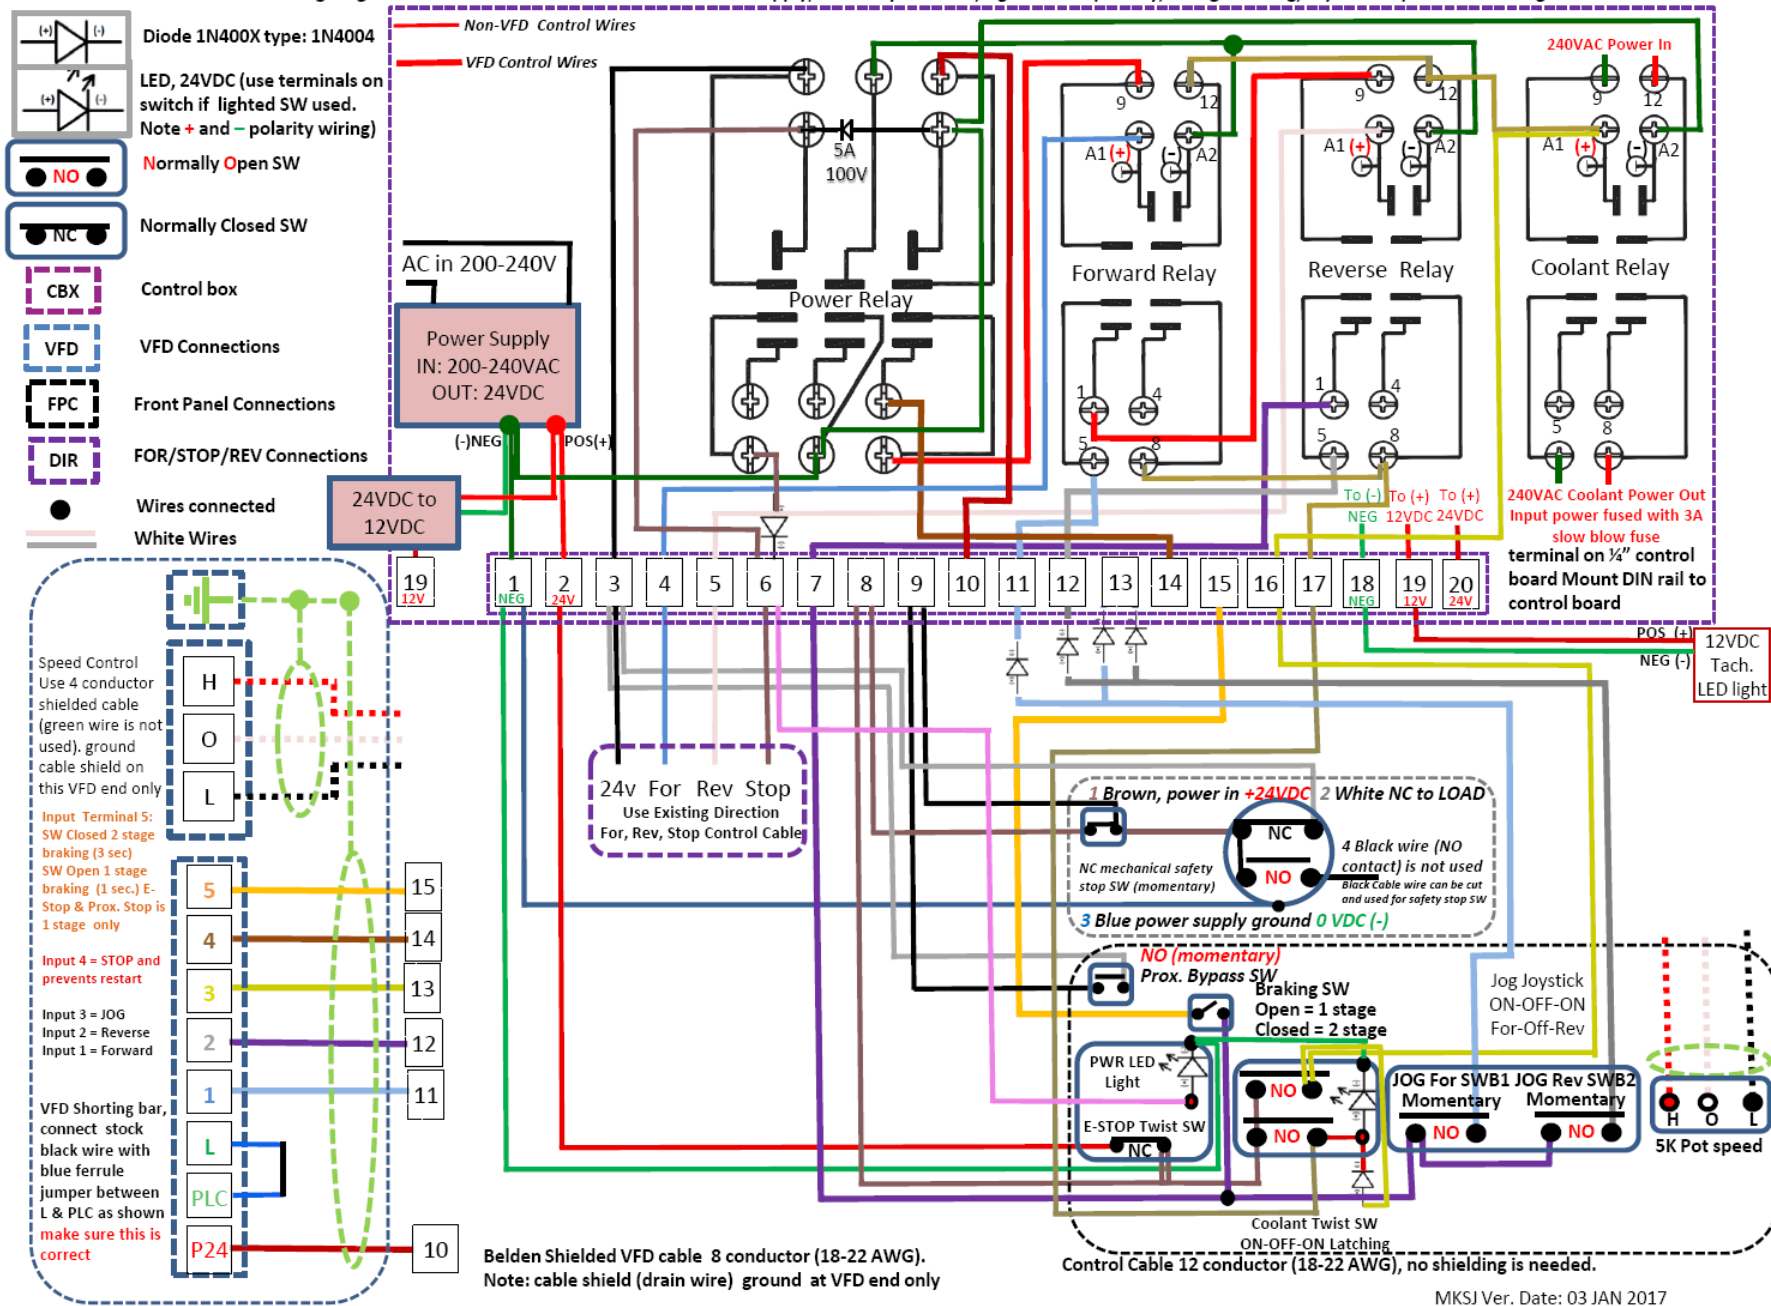 (+)
(-)
Diode 1N400X type: 1N4004
(+)
(-)
LED, 24VDC (use terminals on
switch if lighted SW used.
Note + and – polarity wiring)
NO
Normally Open SW
NC
Normally Closed SW
CBX
Control box
VFD
VFD Connections
FPC
Front Panel Connections
DIR
FOR/STOP/REV Connections
Wires connected
White Wires
Non-VFD Control Wires
VFD Control Wires
AC in 200-240V
Power Supply
IN: 200-240VAC
OUT: 24VDC
(-)NEG
POS(+)
24VDC to
12VDC
5A
100V
Power Relay
9
12
A1 (+)
(-)
A2
Forward Relay
1
4
5
8
9
12
A1 (+)
(-)
A2
Reverse Relay
1
4
5
8
240VAC Power In
9
12
A1 (+)
(-)
A2
Coolant Relay
5
8
To (-)
NEG
To (+)
12VDC
To (+)
24VDC
240VAC Coolant Power Out
Input power fused with 3A
slow blow fuse
terminal on ¼” control
board Mount DIN rail to
control board
19
12V
1
NEG
2
24V
3
4
5
6
7
8
9
10
11
12
13
14
15
16
17
18
NEG
19
12V
20
24V
POS (+)
NEG (-)
12VDC
Tach.
LED light
Speed Control
Use 4 conductor
shielded cable
(green wire is not
used). ground
cable shield on
this VFD end only
H
O
L
Input Terminal 5:
SW Closed 2 stage
braking (3 sec)
SW Open 1 stage
braking (1 sec.) E-
Stop & Prox. Stop is
1 stage only
Input 4 = STOP and
prevents restart
Input 3 = JOG
Input 2 = Reverse
Input 1 = Forward
VFD Shorting bar,
connect stock
black wire with
blue ferrule
jumper between
L & PLC as shown
make sure this is
correct
5
4
3
2
1
L
PLC
P24
15
14
13
12
11
10
24v For Rev Stop
Use Existing Direction
For, Rev, Stop Control Cable
1 Brown, power in +24VDC
2 White NC to LOAD
NC
NO
NC mechanical safety
stop SW (momentary)
4 Black wire (NO
contact) is not used
Black Cable wire can be cut
and used for safety stop SW
3 Blue power supply ground 0 VDC (-)
NO (momentary)
Prox. Bypass SW
Braking SW
Open = 1 stage
Closed = 2 stage
Jog Joystick
ON-OFF-ON
For-Off-Rev
PWR LED
Light
E-STOP Twist SW
NC
NO
NO
Coolant Twist SW
ON-OFF-ON Latching
JOG For SWB1
Momentary
NO
JOG Rev SWB2
Momentary
NO
H
O
L
5K Pot speed
Belden Shielded VFD cable 8 conductor (18-22 AWG).
Note: cable shield (drain wire) ground at VFD end only
Control Cable 12 conductor (18-22 AWG), no shielding is needed.
MKSJ Ver. Date: 03 JAN 2017